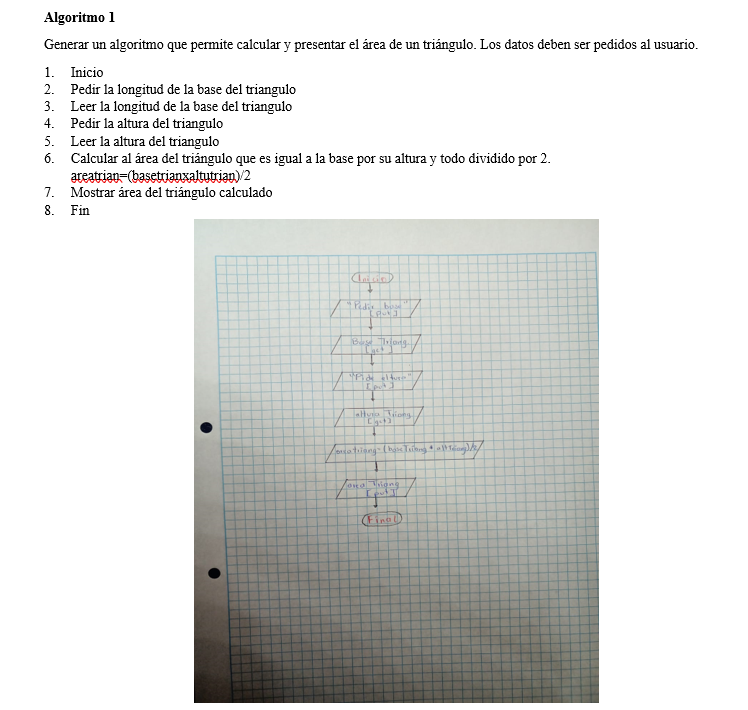 Algoritmo 1
Generar un algoritmo que permite calcular y presentar el área de un triángulo. Los datos deben ser pedidos al usuario.
1. Inicio
2. Pedir la longitud de la base del triangulo
3. Leer la longitud de la base del triangulo
4. Pedir la altura del triangulo
5. Leer la altura del triangulo
6. Calcular al área del triángulo que es igual a la base por su altura y todo dividido por 2.
areatrian=(basetrianxaltutrian)/2
7. Mostrar área del triángulo calculado
8. Fin
"Pedir base"
[put]
Base Triang
[get]
"Pide altura"
[put]
altura Triang
[get]
area Triang
[put]
Final